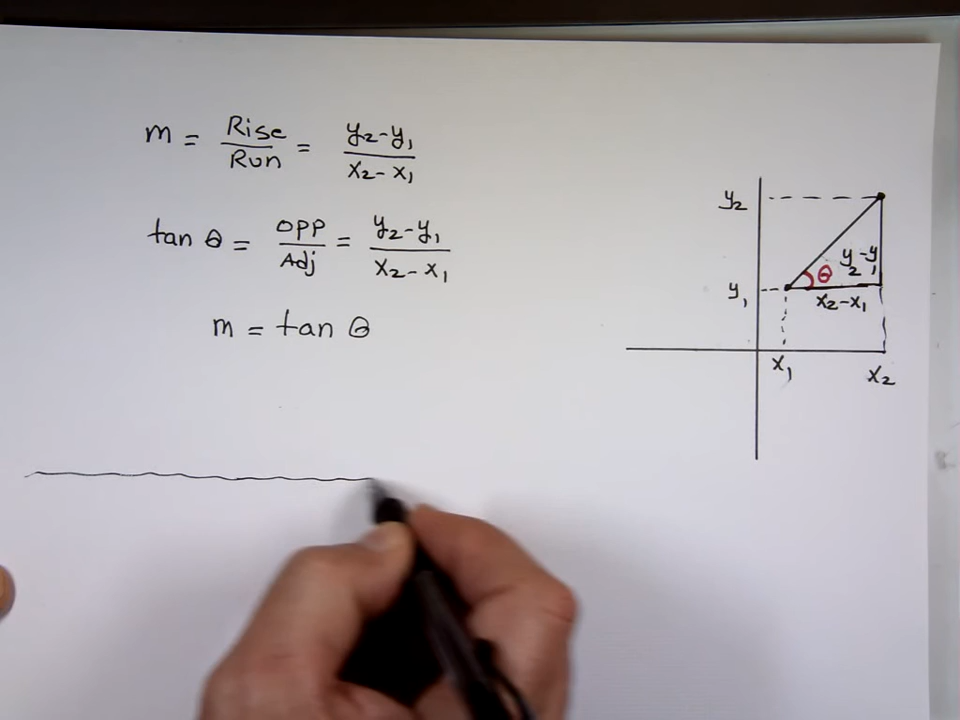 m = Rise/Run = y₂-y₁/x₂-x₁
tan θ = OPP/Adj = y₂-y₁/x₂-x₁
m = tan θ
y₂
θ
y₂-y₁
y₁
x₂-x₁
x₁
x₂